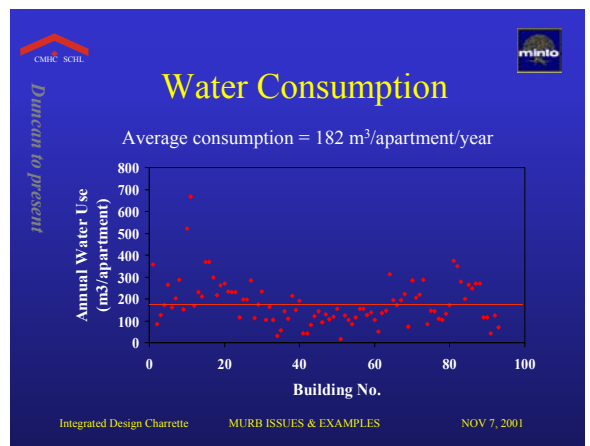 CMHC SCHL
minto
Duncan to present
Water Consumption
Average consumption = 182 m³/apartment/year
Annual Water Use
(m3/apartment)
800
700
600
500
400
300
200
100
0
0 20 40 60 80 100
Building No.
Integrated Design Charrette MURB ISSUES & EXAMPLES NOV 7, 2001